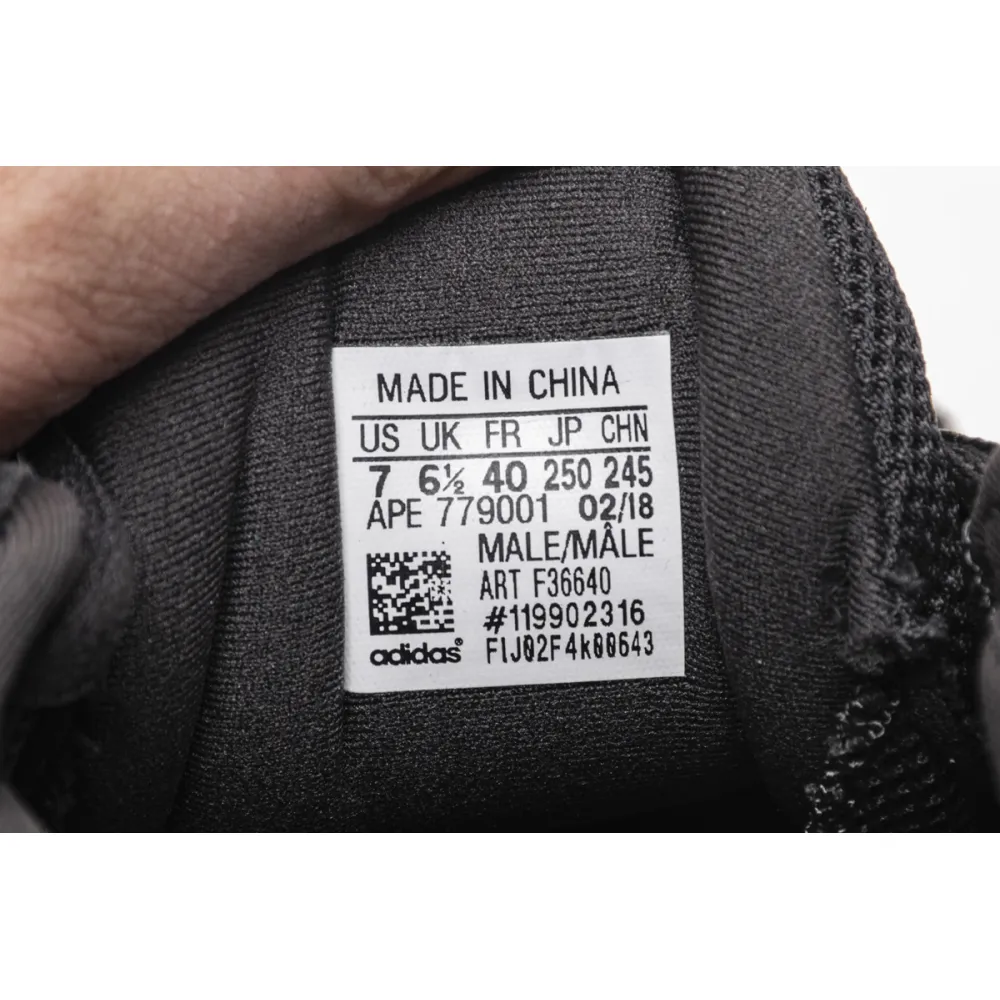 MADE IN CHINA
US UK FR JP CHN
7 6½ 40 250 245
APE 779001 02/18
MALE/MÂLE
ART F36640
#119902316
adidas® F1J02F4k00643